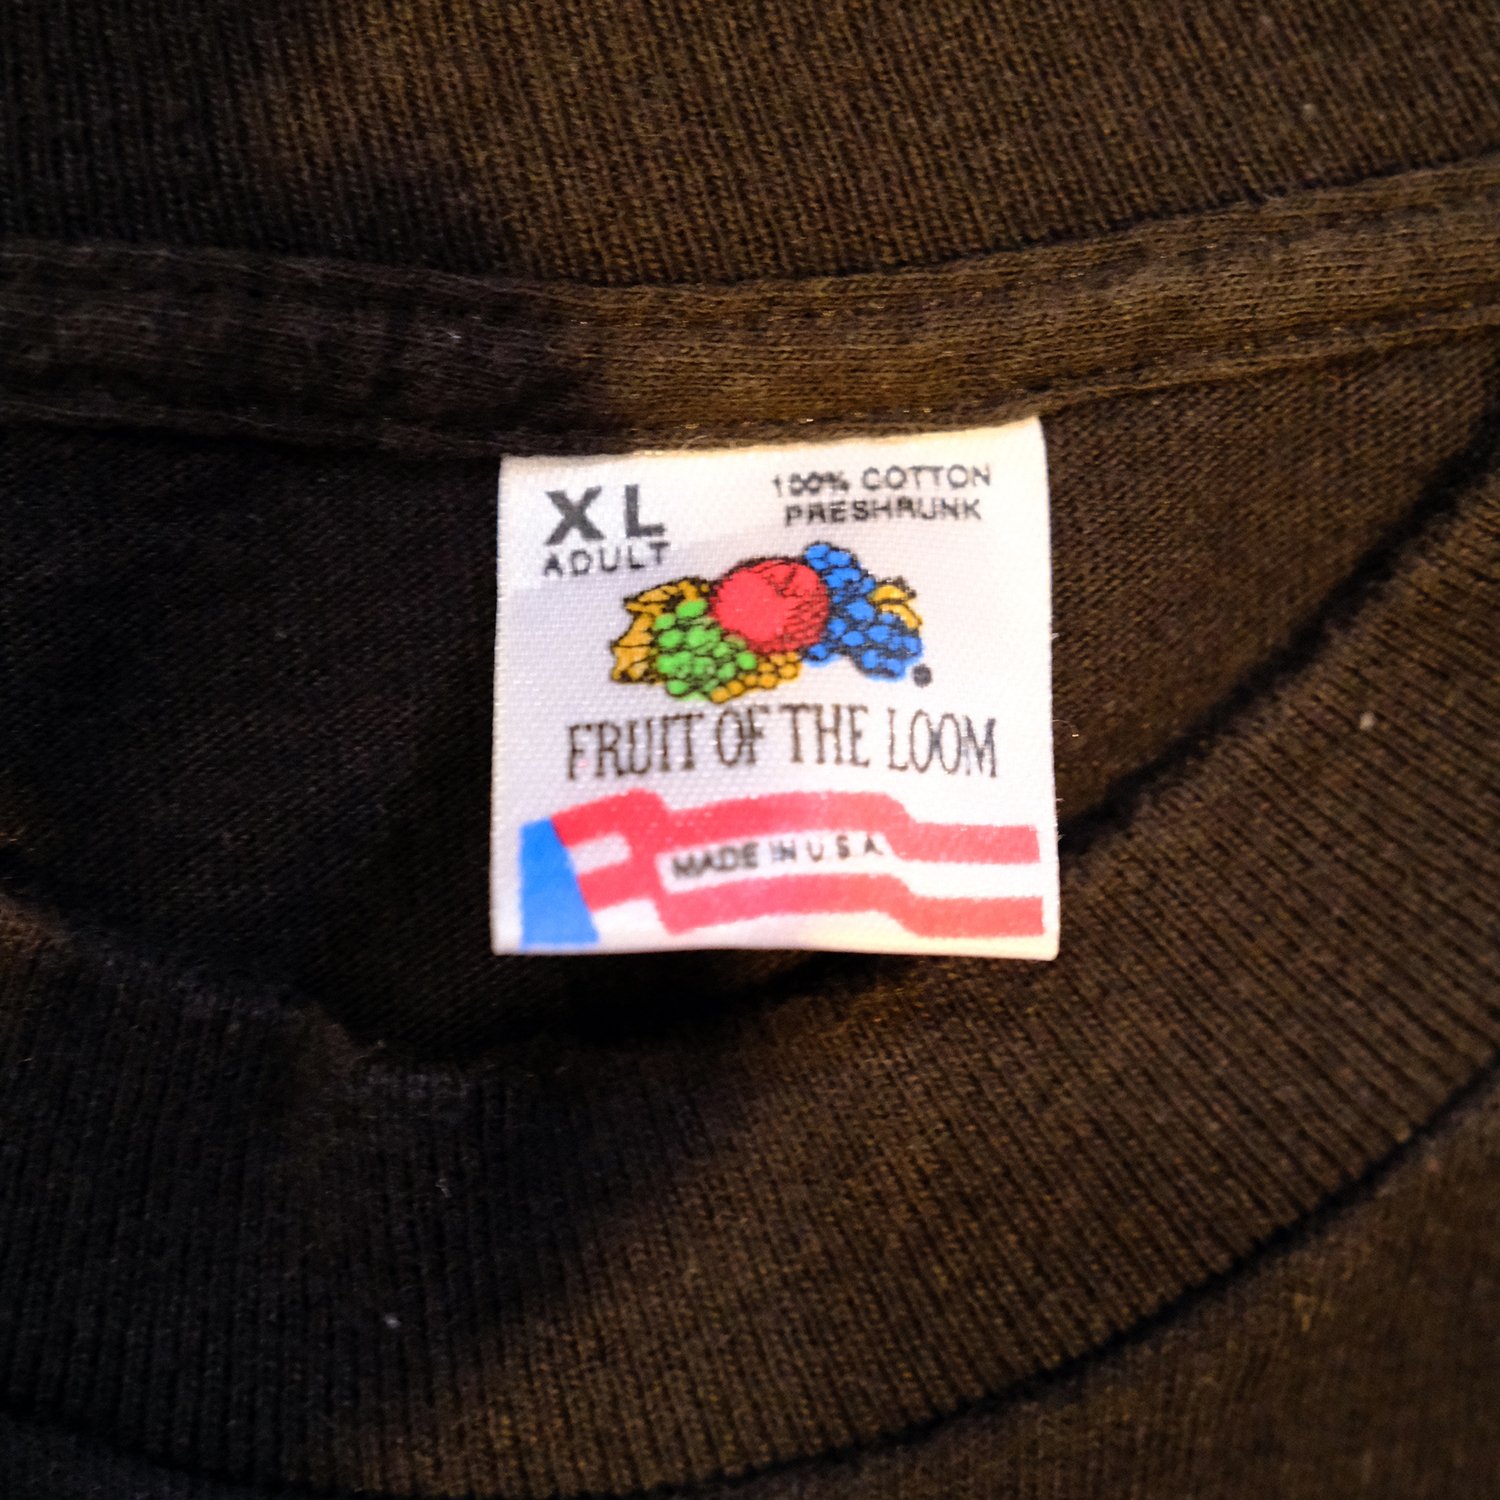 XL
ADULT
100% COTTON
PRESHRUNK
FRUIT OF THE LOOM
MADE IN U S A